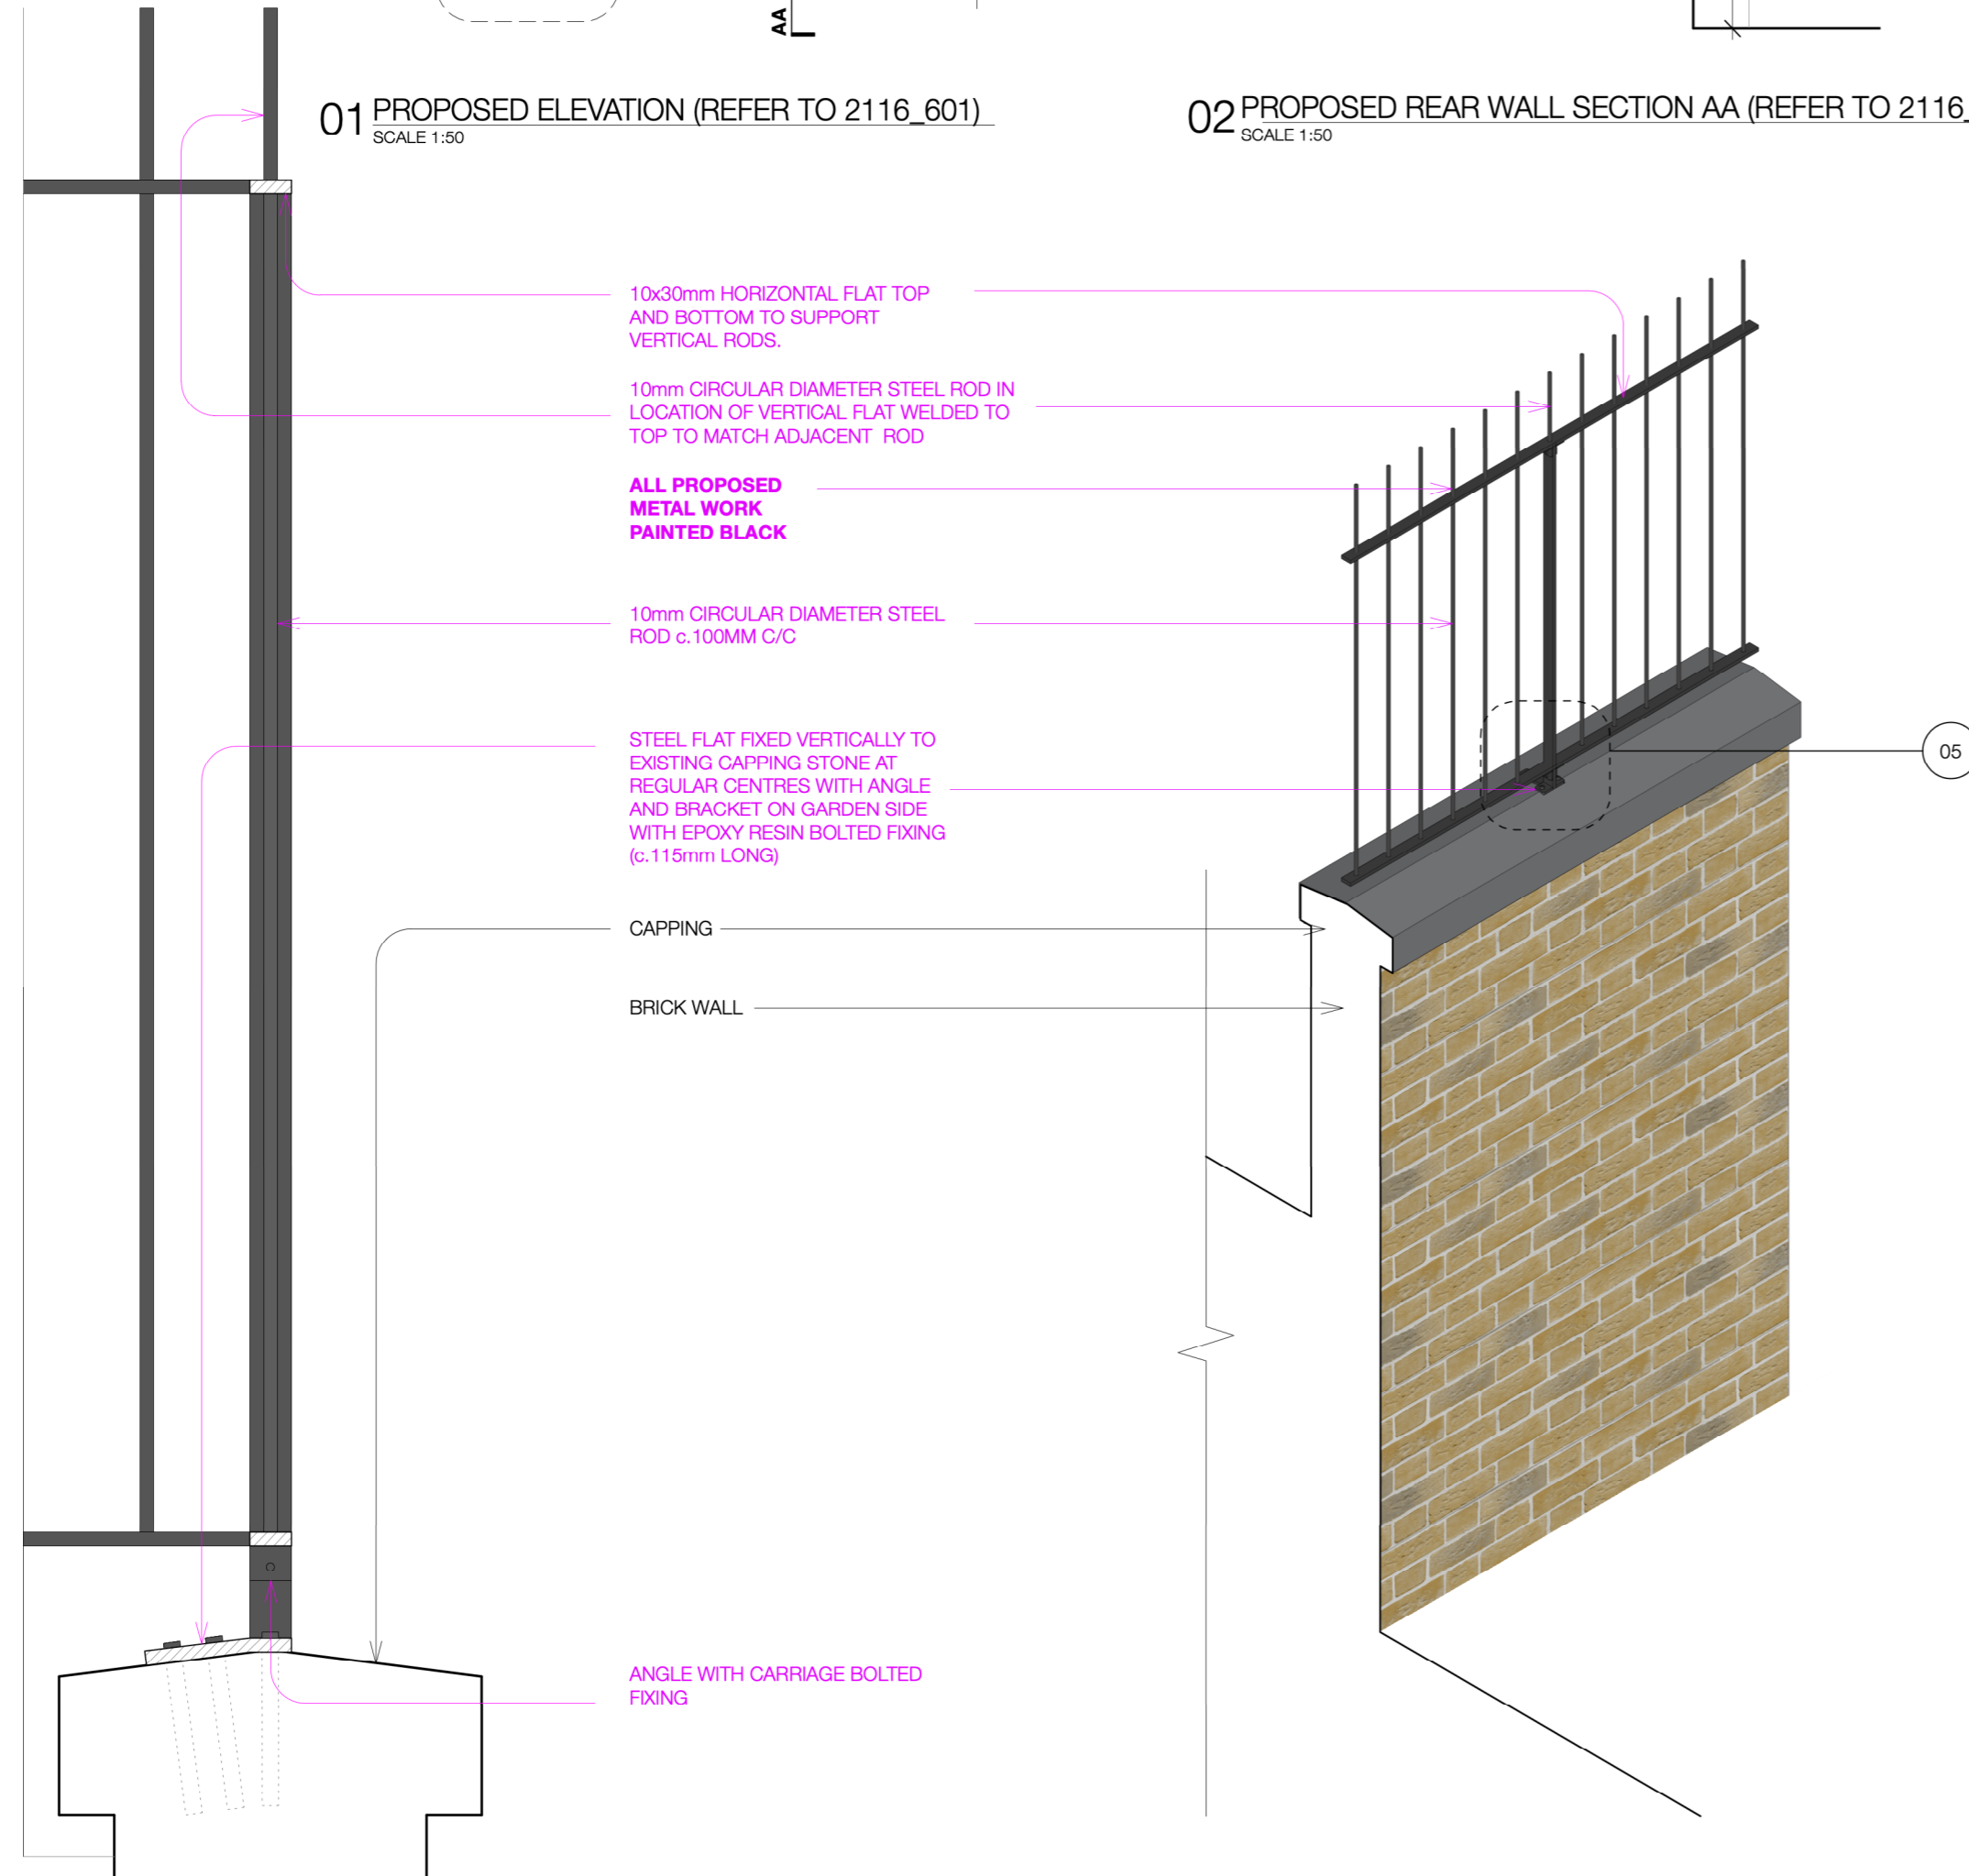 AA
01 PROPOSED ELEVATION (REFER TO 2116_601)
SCALE 1:50
02 PROPOSED REAR WALL SECTION AA (REFER TO 2116_
SCALE 1:50
10x30mm HORIZONTAL FLAT TOP
AND BOTTOM TO SUPPORT
VERTICAL RODS.
10mm CIRCULAR DIAMETER STEEL ROD IN
LOCATION OF VERTICAL FLAT WELDED TO
TOP TO MATCH ADJACENT ROD
ALL PROPOSED
METAL WORK
PAINTED BLACK
10mm CIRCULAR DIAMETER STEEL
ROD c.100MM C/C
STEEL FLAT FIXED VERTICALLY TO
EXISTING CAPPING STONE AT
REGULAR CENTRES WITH ANGLE
AND BRACKET ON GARDEN SIDE
WITH EPOXY RESIN BOLTED FIXING
(c.115mm LONG)
05
CAPPING
BRICK WALL
ANGLE WITH CARRIAGE BOLTED
FIXING